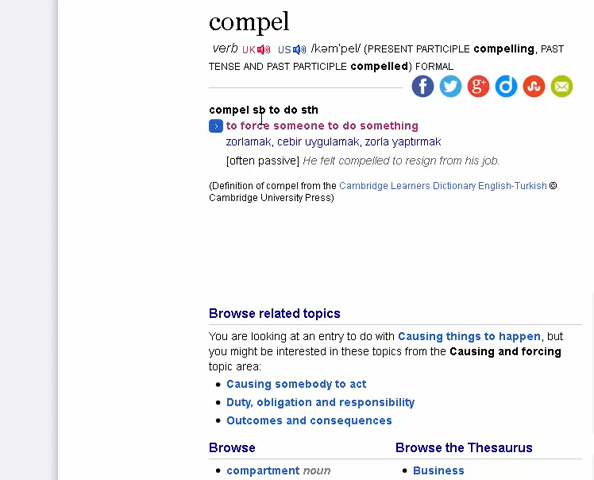 compel
verb UK US /kəmˈpel/ (PRESENT PARTICIPLE compelling, PAST
TENSE AND PAST PARTICIPLE compelled) FORMAL
compel sb to do sth
to force someone to do something
zorlamak, cebir uygulamak, zorla yaptırmak
[often passive] He felt compelled to resign from his job.
(Definition of compel from the Cambridge Learners Dictionary English-Turkish ©
Cambridge University Press)
Browse related topics
You are looking at an entry to do with Causing things to happen, but
you might be interested in these topics from the Causing and forcing
topic area:
• Causing somebody to act
• Duty, obligation and responsibility
• Outcomes and consequences
Browse
• compartment noun
Browse the Thesaurus
• Business